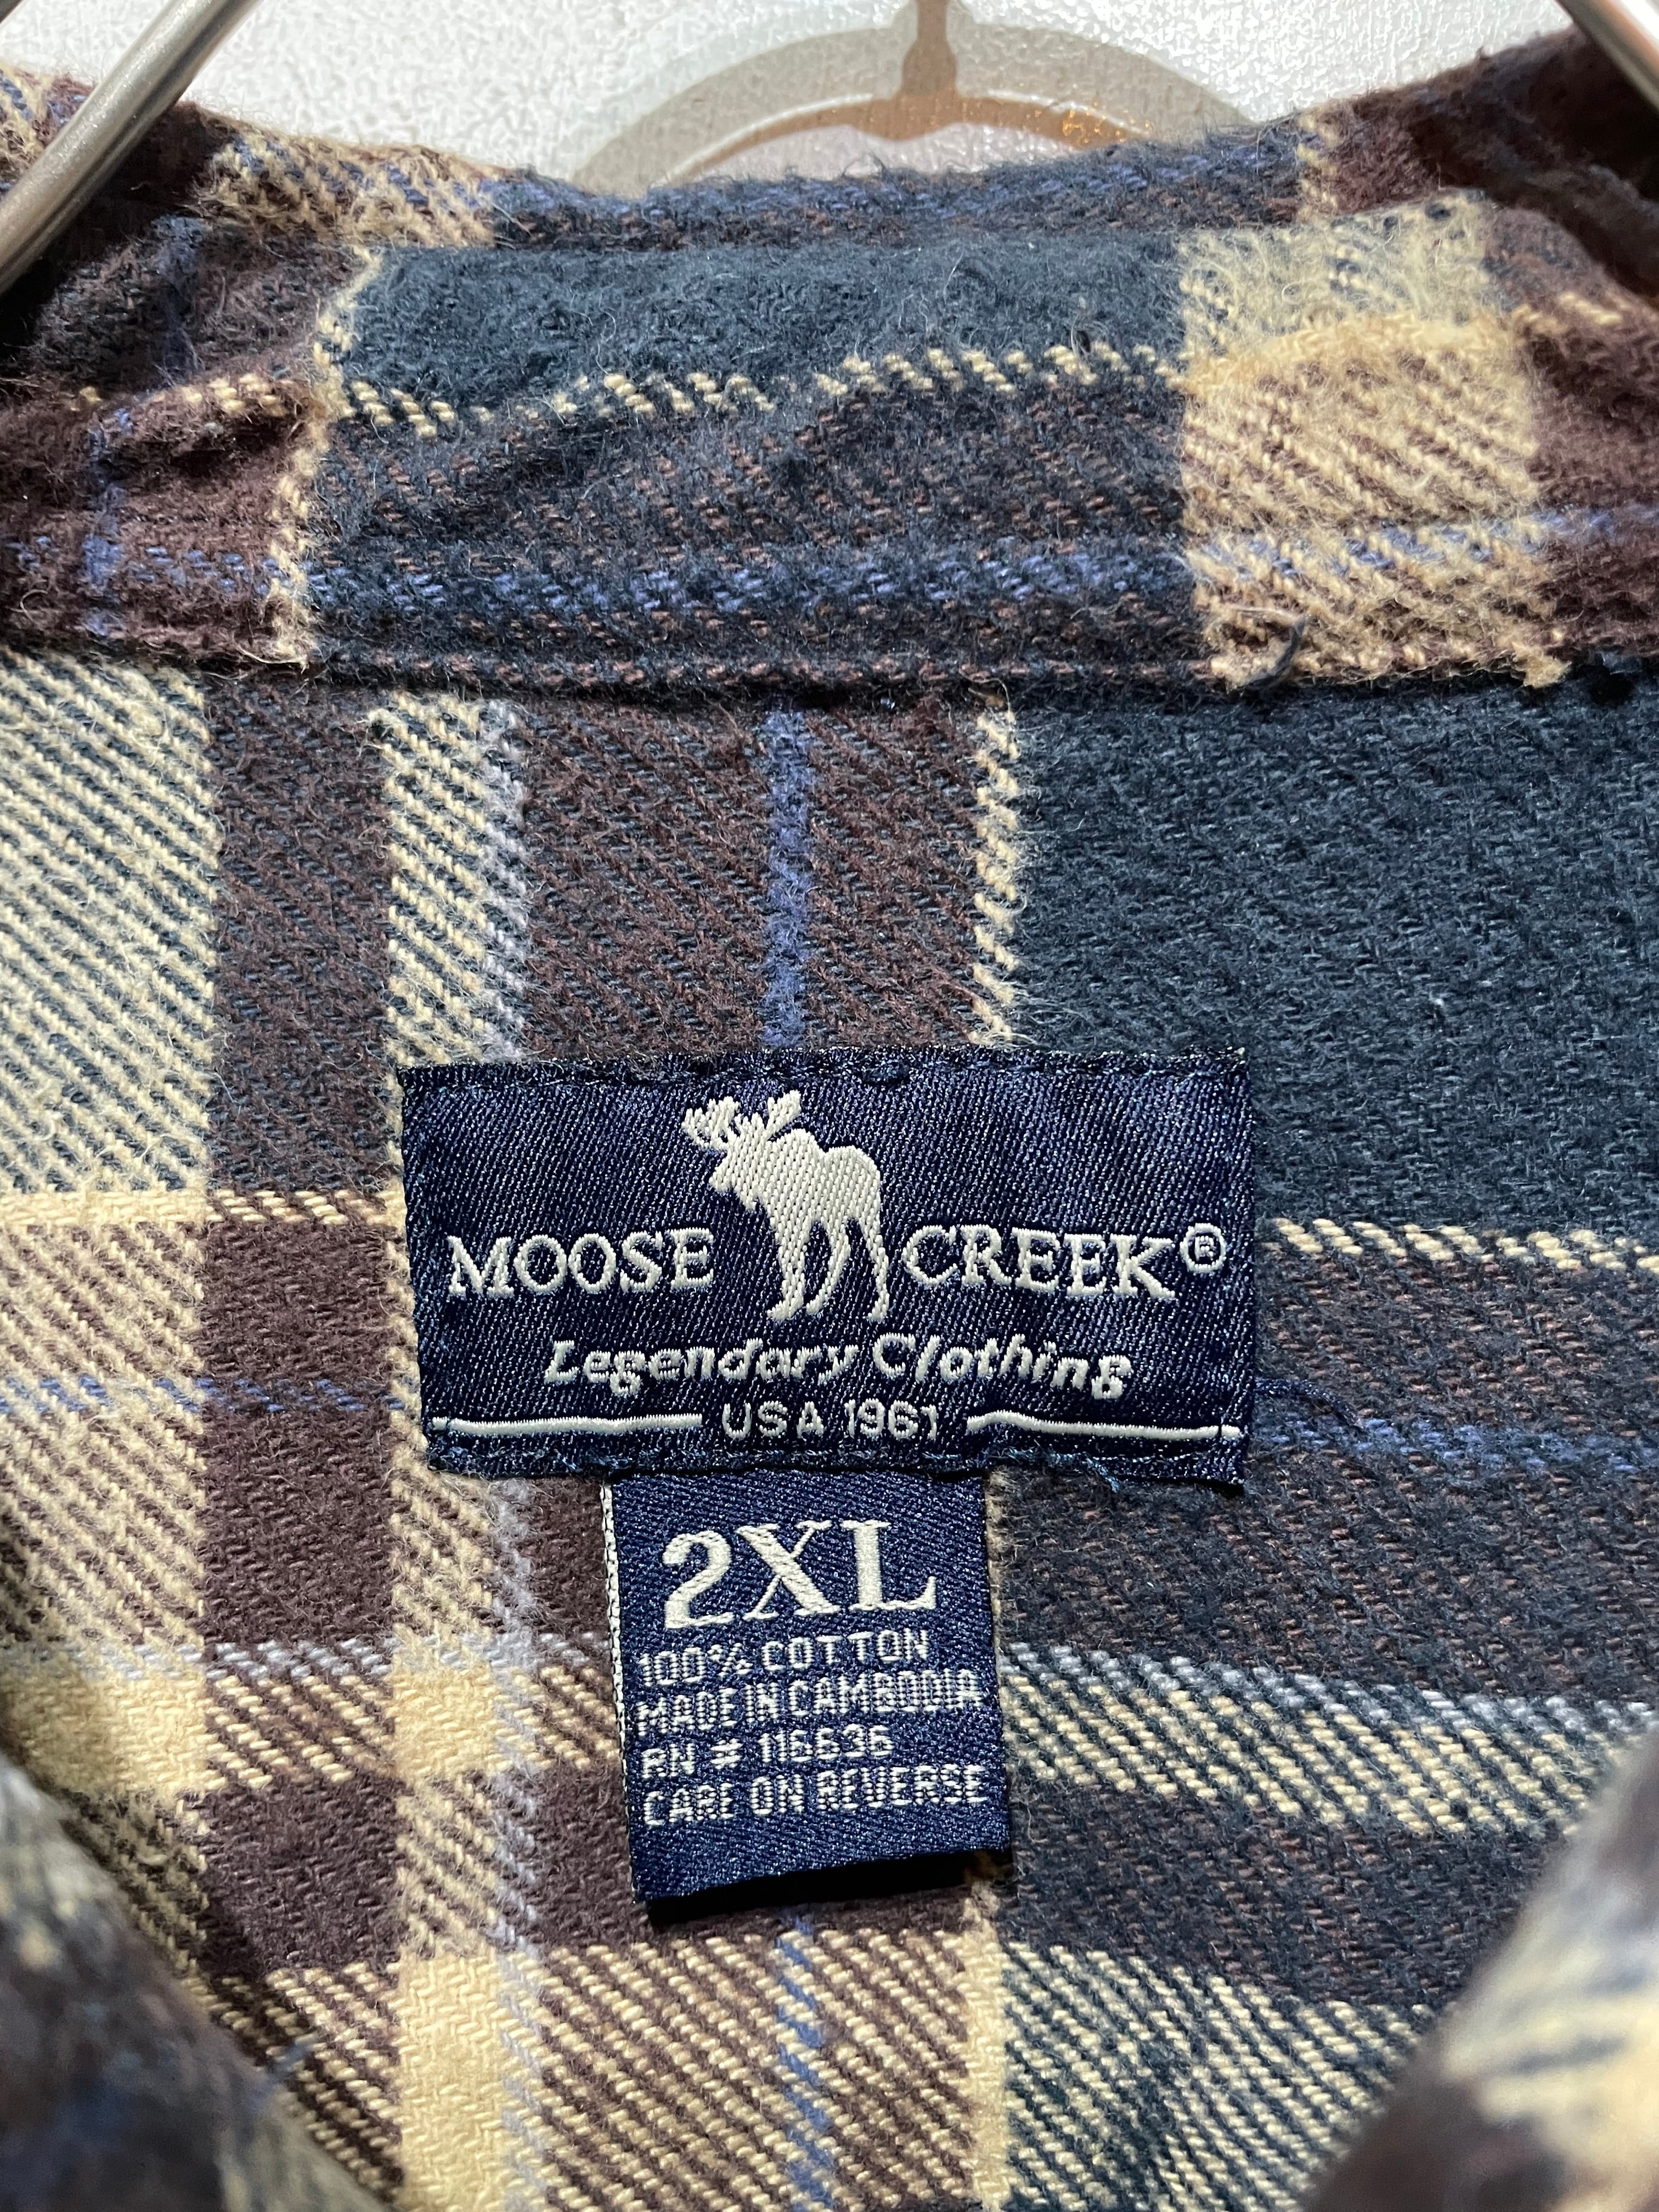 MOOSE CREEK®
Legendary Clothing
USA 1961
2XL
100% COTTON
MADE IN CAMBODIA
RN # 116636
CARE ON REVERSE